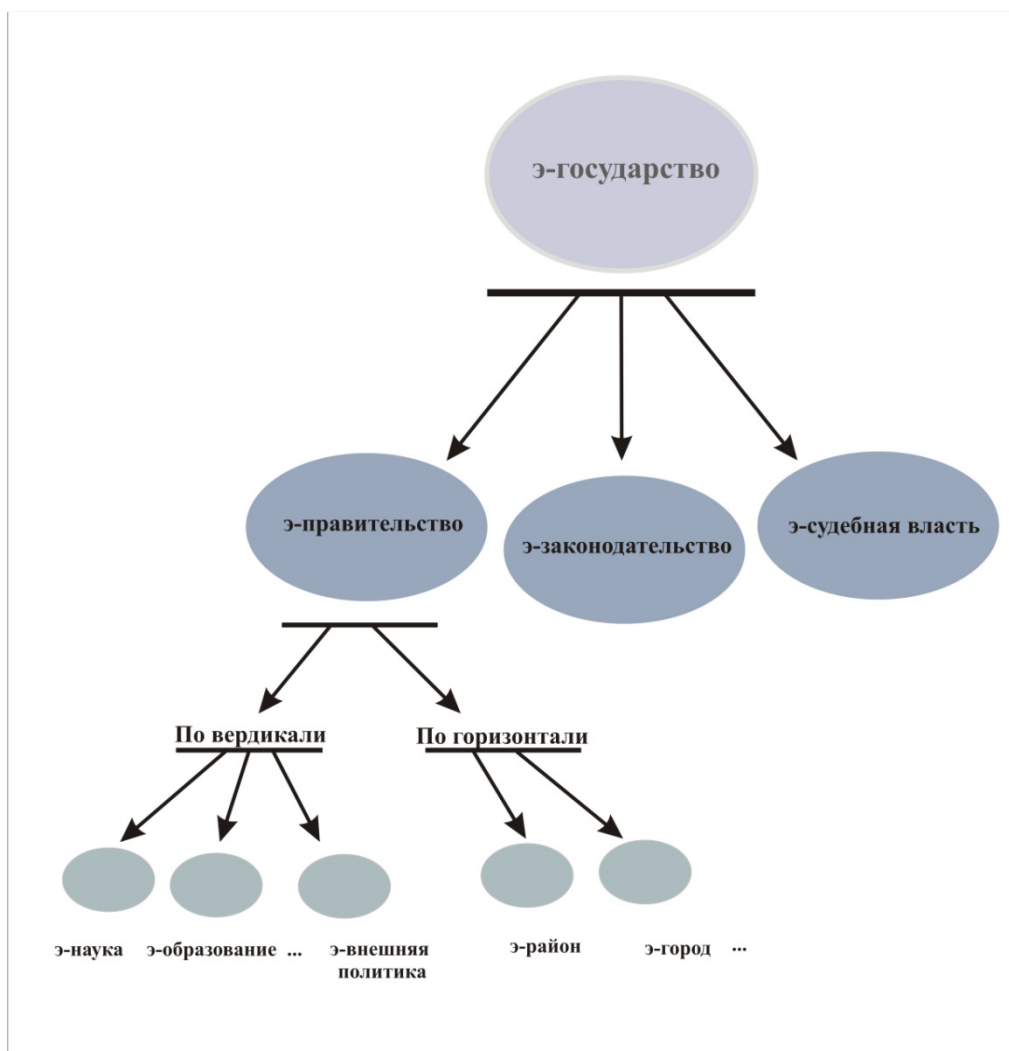 э-государство
э-правительство
э-законодательство
э-судебная власть
По вердикали
По горизонтали
э-наука
э-образование ...
э-внешняя
политика
э-район
э-город ...